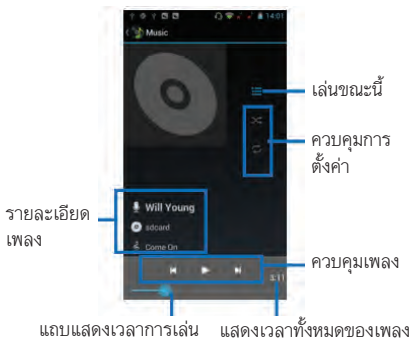 14:01
Music
เล่นขณะนี้
ควบคุมการ
ตั้งค่า
รายละเอียด
เพลง
Will Young
sdcard
Come On
ควบคุมเพลง
3:11
แถบแสดงเวลาการเล่น
แสดงเวลาทั้งหมดของเพลง